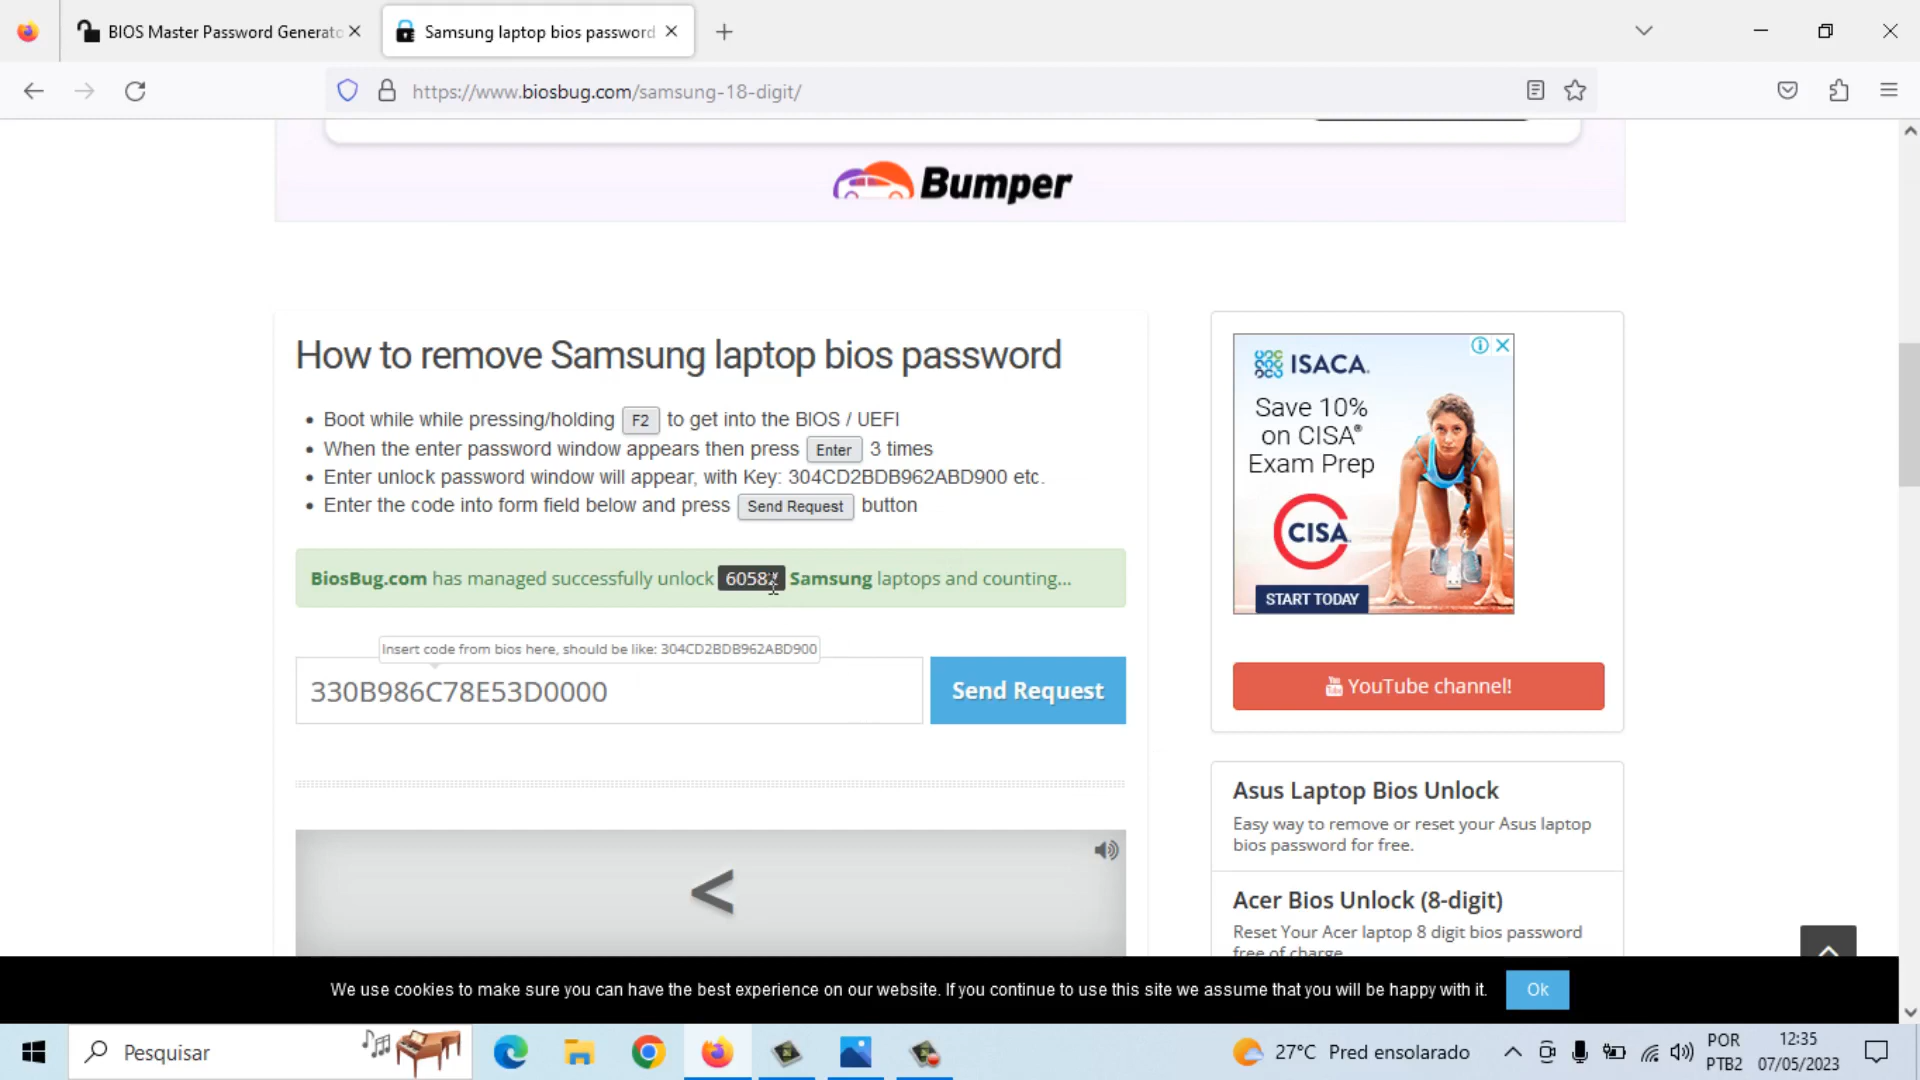 BIOS Master Password Generato
Samsung laptop bios password
https://www.biosbug.com/samsung-18-digit/
Bumper
How to remove Samsung laptop bios password
• Boot while while pressing/holding F2 to get into the BIOS / UEFI
• When the enter password window appears then press Enter 3 times
• Enter unlock password window will appear, with Key: 304CD2BDB962ABD900 etc.
• Enter the code into form field below and press Send Request button
BiosBug.com has managed successfully unlock Samsung laptops and counting...
Insert code from bios here, should be like: 304CD2BDB962ABD900
330B986C78E53D0000
Send Request
<
ISACA.
Save 10%
on CISA®
Exam Prep
CISA
START TODAY
YouTube channel!
Asus Laptop Bios Unlock
Easy way to remove or reset your Asus laptop
bios password for free.
Acer Bios Unlock (8-digit)
Reset Your Acer laptop 8 digit bios password
free of charge
We use cookies to make sure you can have the best experience on our website. If you continue to use this site we assume that you will be happy with it.
Ok
Pesquisar
27°C Pred ensolarado
POR
PTB2
12:35
07/05/2023